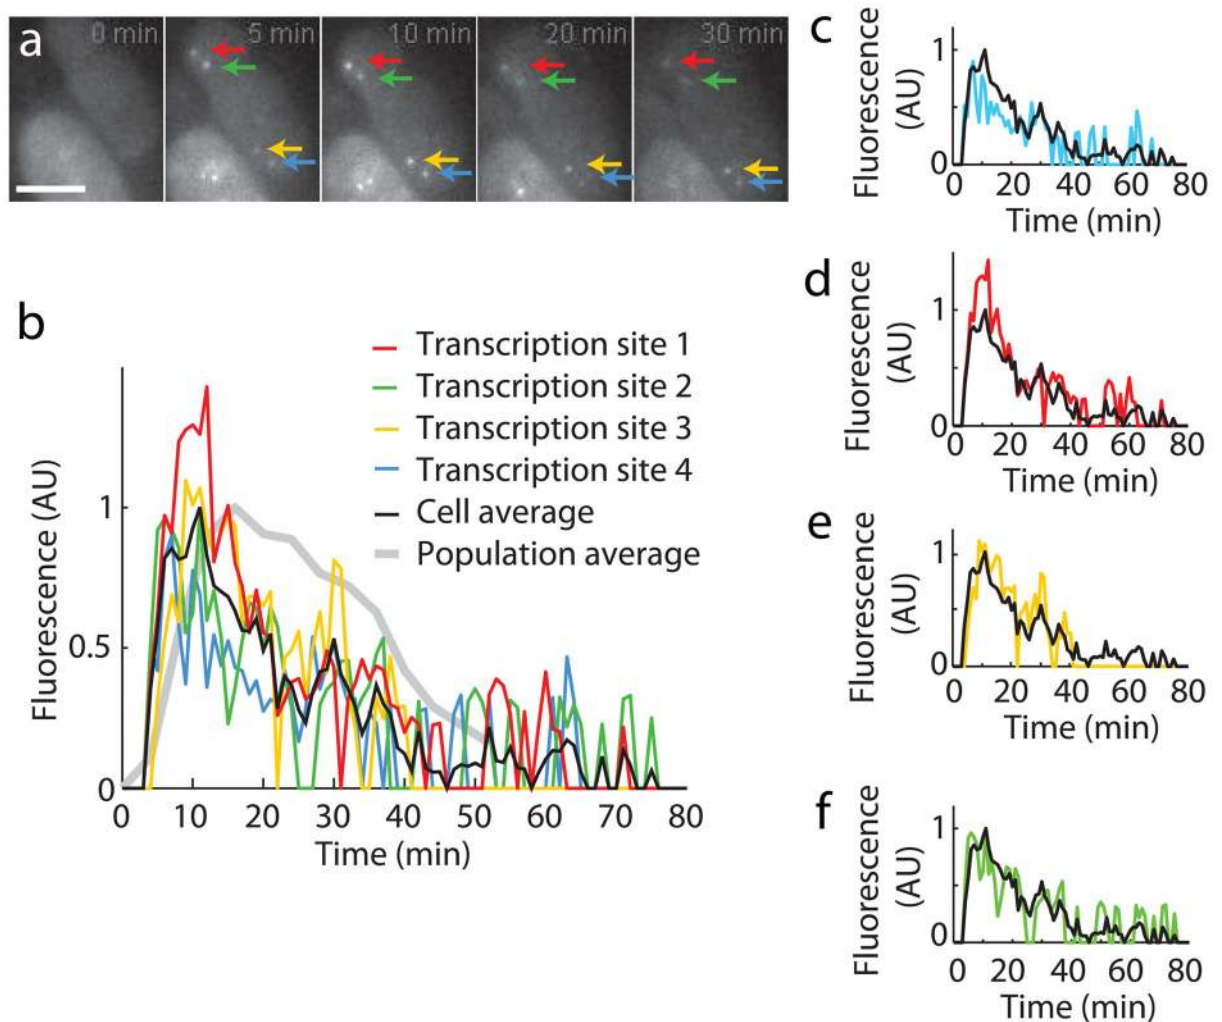 a
0 min
5 min
10 min
20 min
30 min
b
Transcription site 1
Transcription site 2
Transcription site 3
Transcription site 4
Cell average
Population average
Fluorescence (AU)
1
0.5
0
0 10 20 30 40 50 60 70 80
Time (min)
c
Fluorescence
(AU)
1
0
0 20 40 60 80
Time (min)
d
Fluorescence
(AU)
1
0
0 20 40 60 80
Time (min)
e
Fluorescence
(AU)
1
0
0 20 40 60 80
Time (min)
f
Fluorescence
(AU)
1
0
0 20 40 60 80
Time (min)